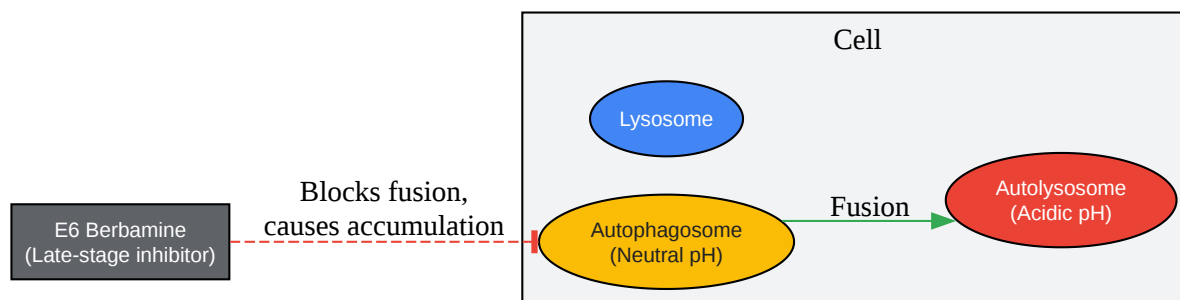 Cell
Lysosome
Blocks fusion,
causes accumulation
E6 Berbamine
(Late-stage inhibitor)
Autophagosome
(Neutral pH)
Fusion
Autolysosome
(Acidic pH)